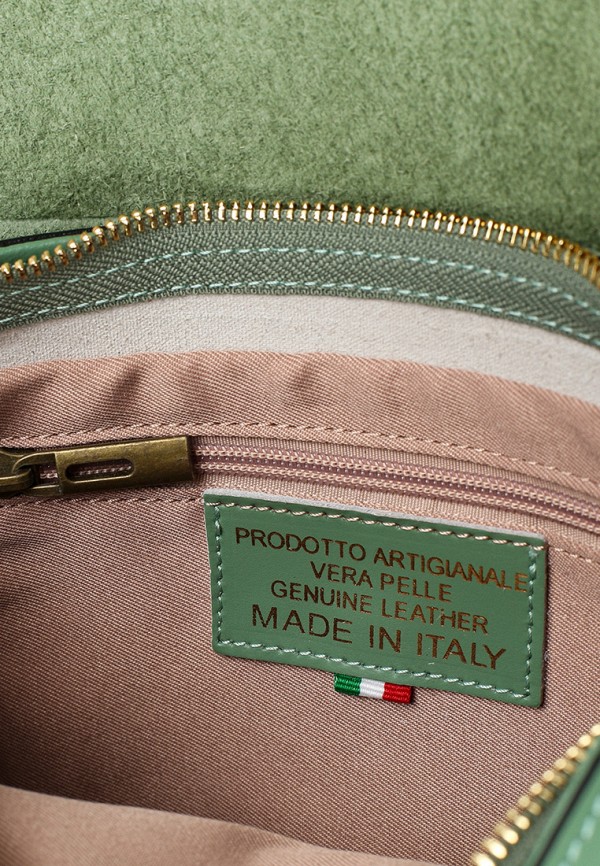 PRODOTTO ARTIGIANALE
VERA PELLE
GENUINE LEATHER
MADE IN ITALY